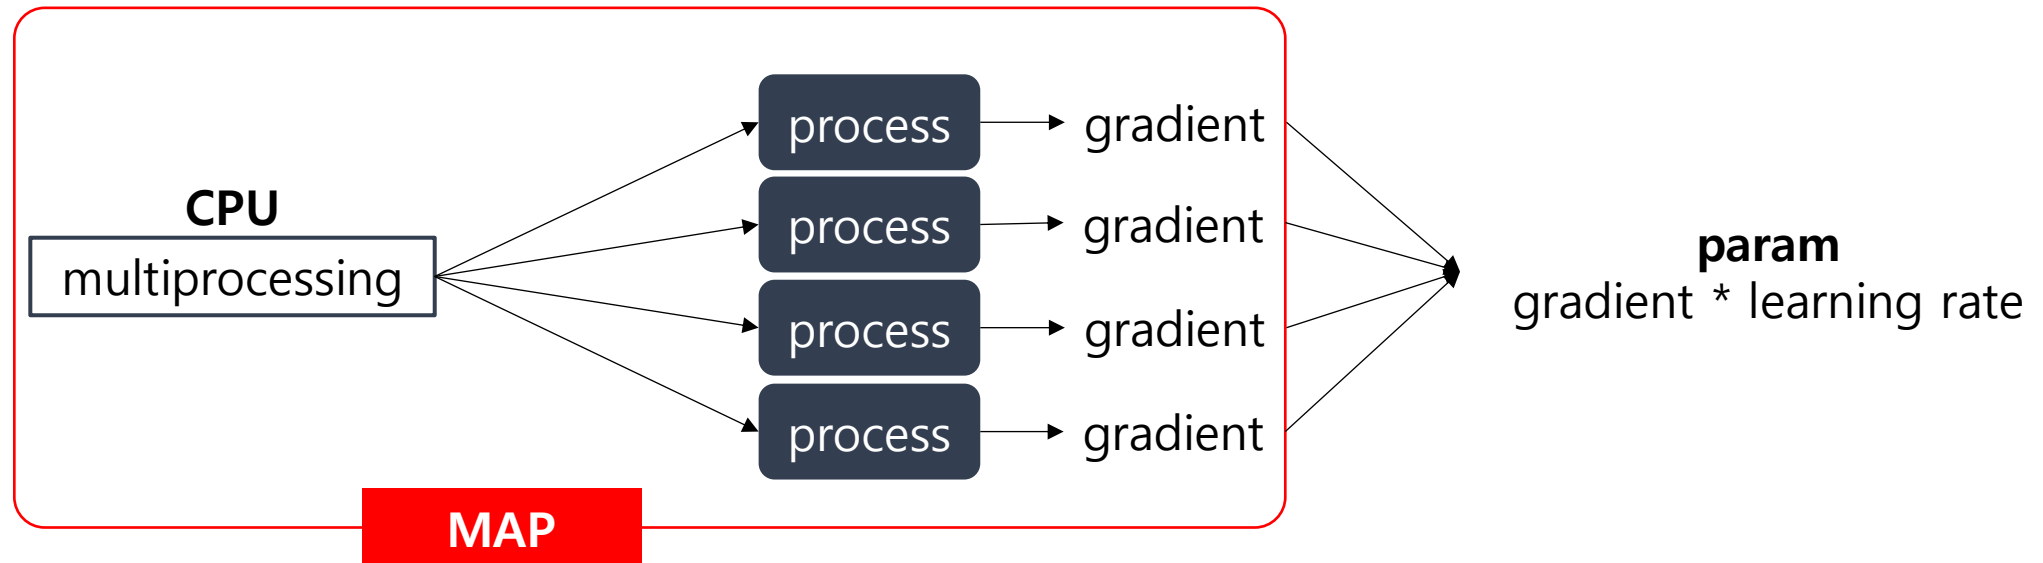 CPU
multiprocessing
process
gradient
process
gradient
process
gradient
process
gradient
param
gradient * learning rate
MAP